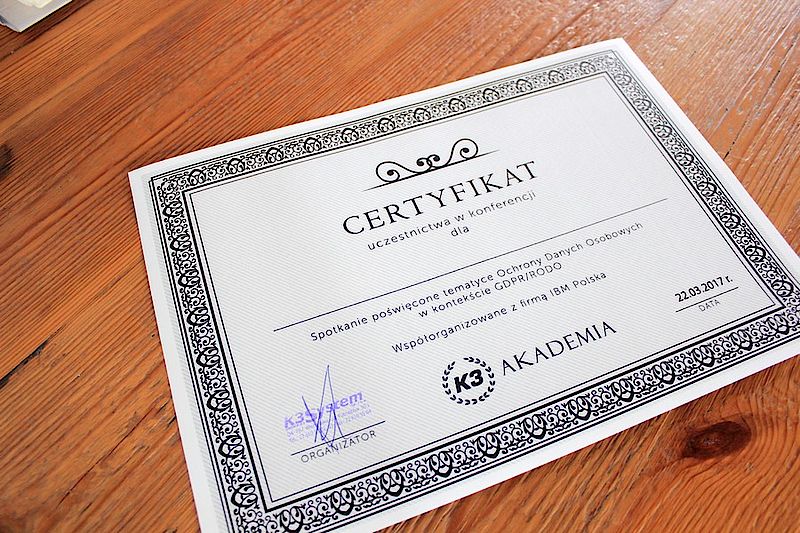 CERTYFIKAT
uczestnictwa w konferencji
dla
Spotkanie poświęcone tematyce Ochrony Danych Osobowych
w kontekście GDPR/RODO
Współorganizowane z firmą IBM Polska
22.03.2017 r.
DATA
K3 AKADEMIA
K3System
ORGANIZATOR